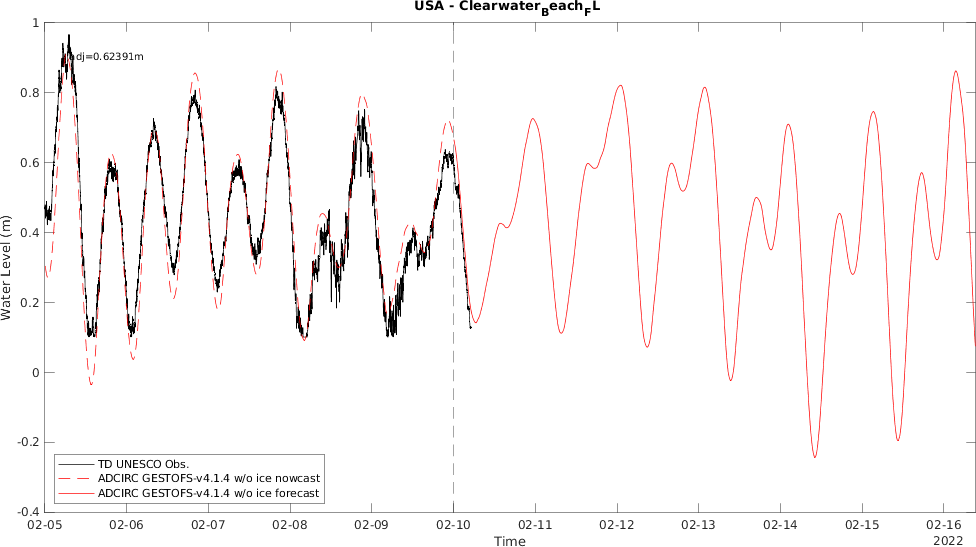 USA - Clearwater_Beach_FL
1
0.8
0.6
0.4
0.2
0
-0.2
-0.4
Water Level (m)
dj=0.62391m
TD UNESCO Obs.
ADCIRC GESTOFS-v4.1.4 w/o ice nowcast
ADCIRC GESTOFS-v4.1.4 w/o ice forecast
02-05 02-06 02-07 02-08 02-09 02-10 02-11 02-12 02-13 02-14 02-15 02-16
Time
2022